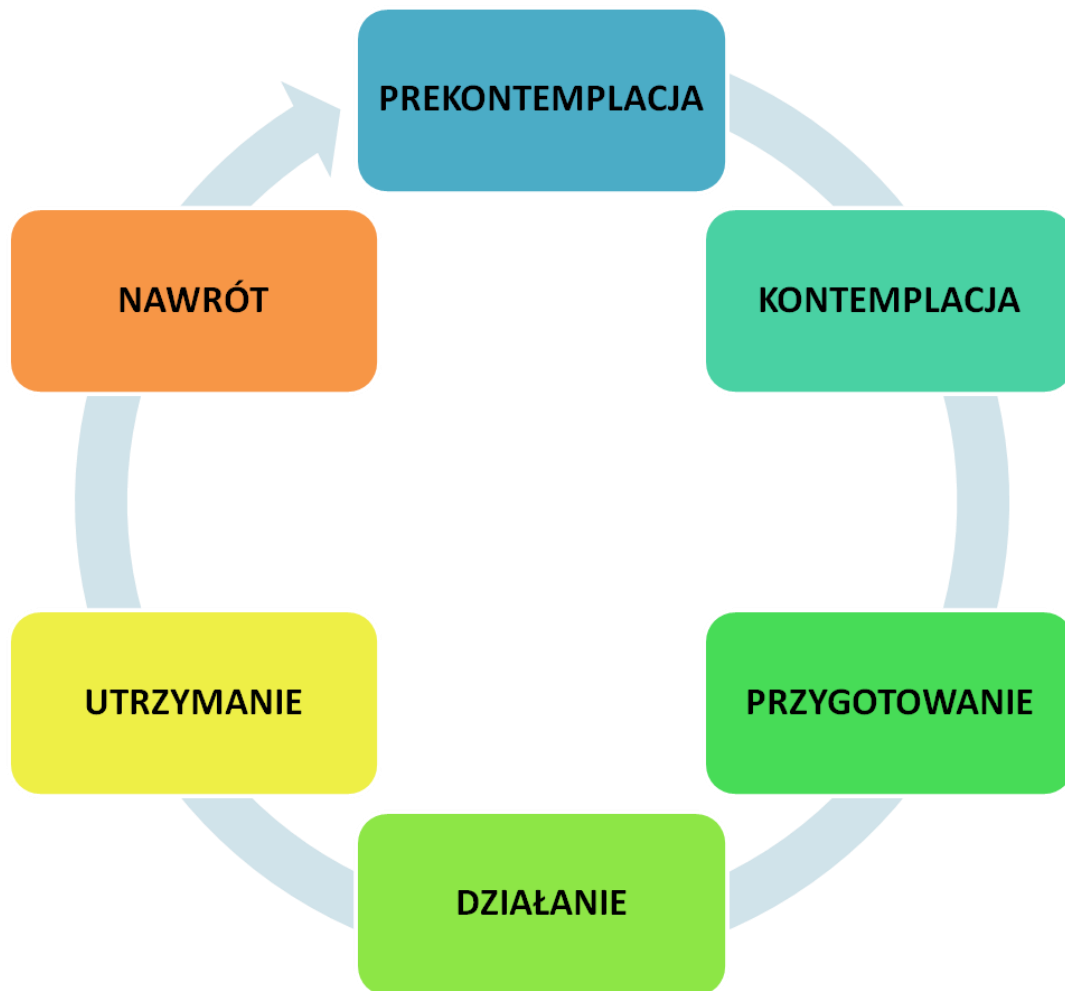 PREKONTEMPLACJA
KONTEMPLACJA
PRZYGOTOWANIE
DZIAŁANIE
UTRZYMANIE
NAWRÓT